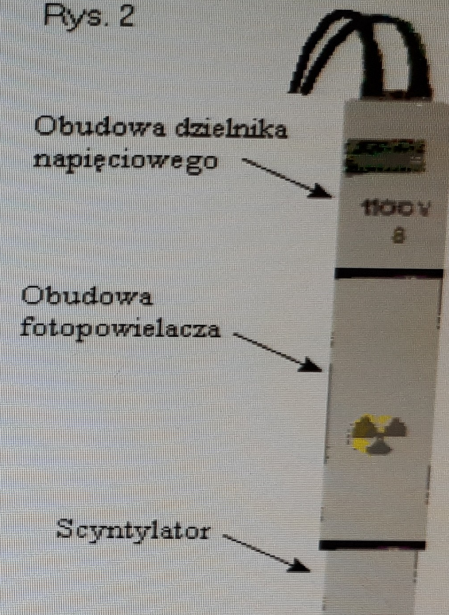 Rys. 2
Obudowa dzielnika
napięciowego
1100 V
8
Obudowa
fotopowielacza
Scyntylator